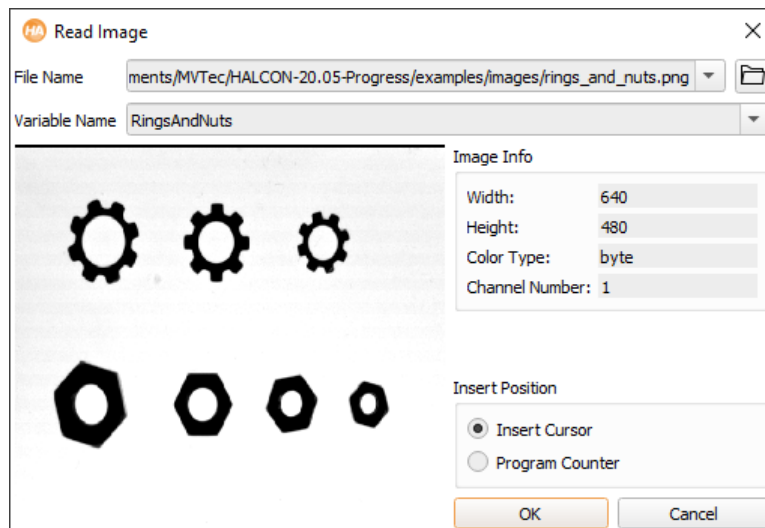 HA Read Image
File Name ments/MVTec/HALCON-20.05-Progress/examples/images/rings_and_nuts.png
Variable Name RingsAndNuts
Image Info
Width: 640
Height: 480
Color Type: byte
Channel Number: 1
Insert Position
Insert Cursor
Program Counter
OK Cancel